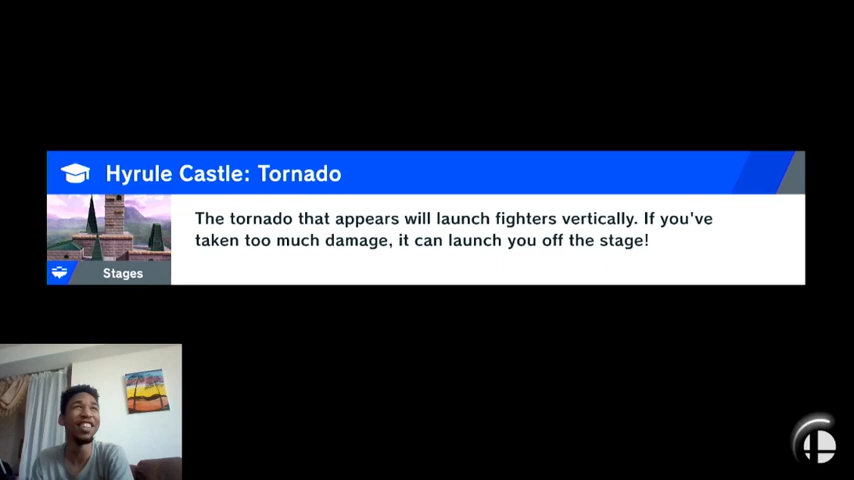 Hyrule Castle: Tornado
The tornado that appears will launch fighters vertically. If you've
taken too much damage, it can launch you off the stage!
Stages